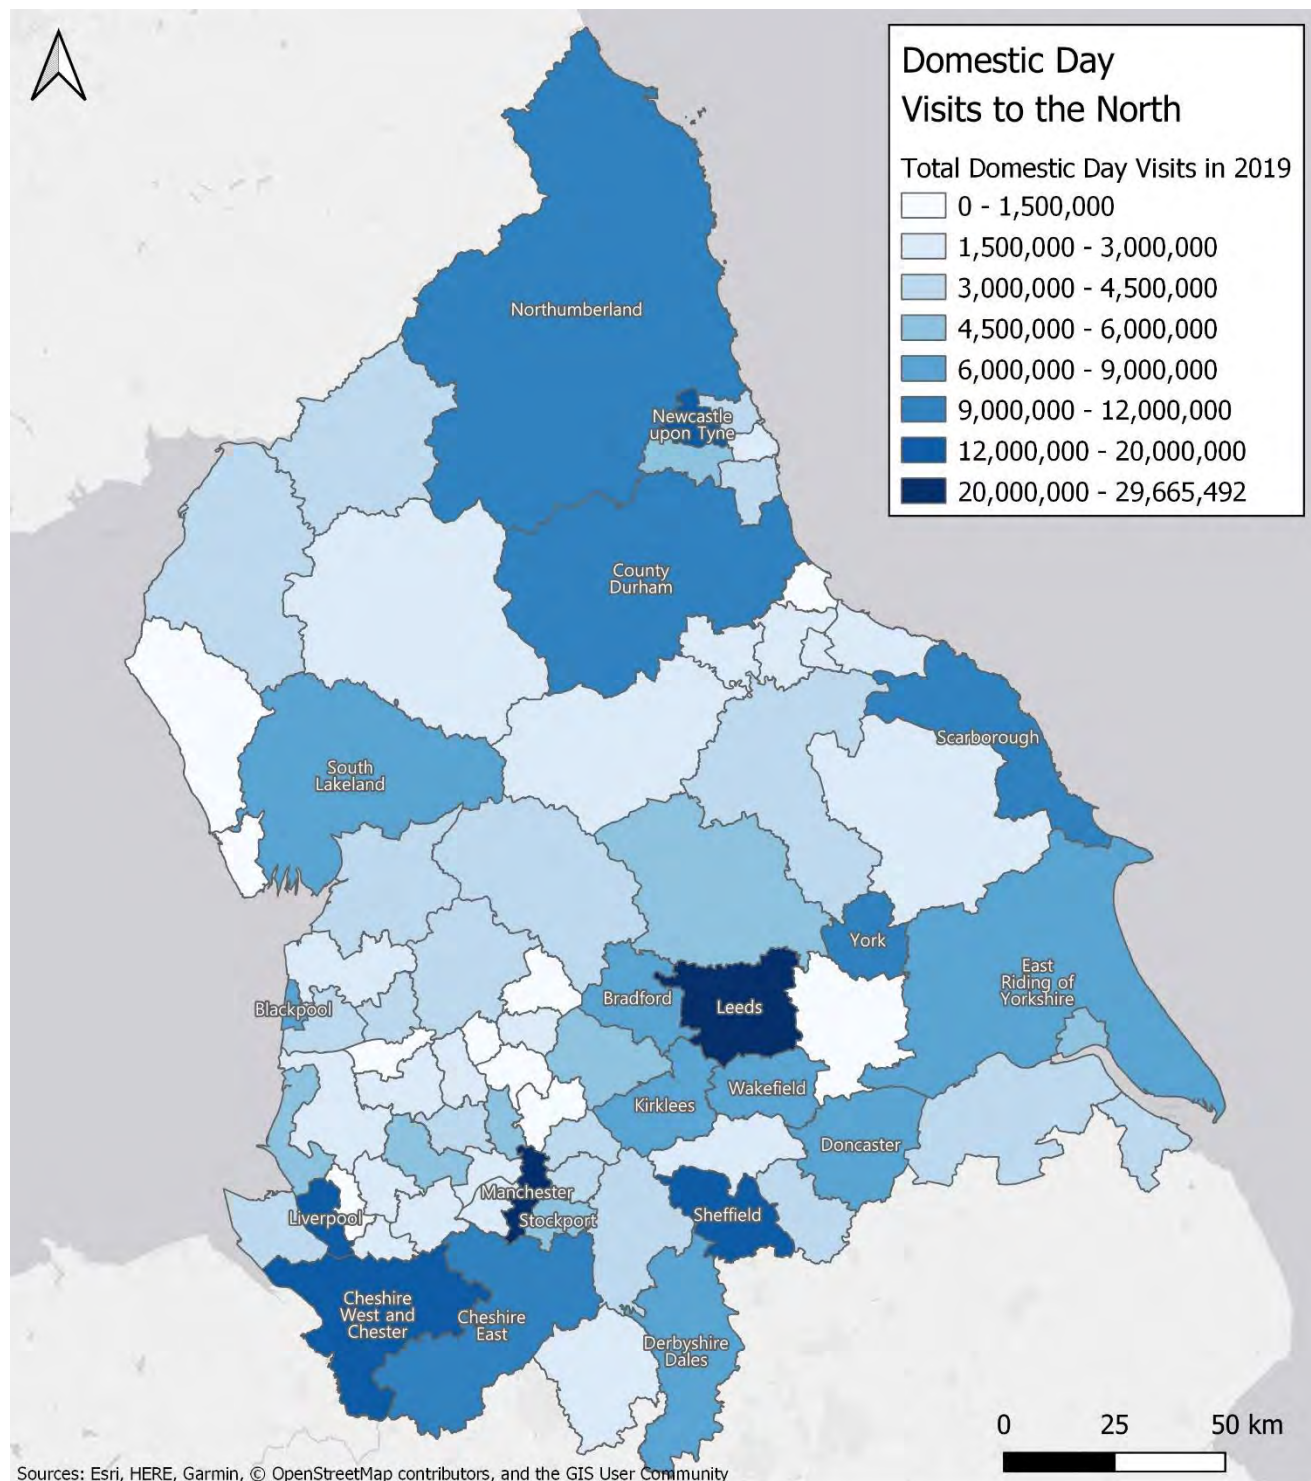 Domestic Day
Visits to the North
Total Domestic Day Visits in 2019
0 - 1,500,000
1,500,000 - 3,000,000
3,000,000 - 4,500,000
4,500,000 - 6,000,000
6,000,000 - 9,000,000
9,000,000 - 12,000,000
12,000,000 - 20,000,000
20,000,000 - 29,665,492
Northumberland
Newcastle
upon Tyne
County
Durham
Scarborough
South
Lakeland
York
East
Riding of
Yorkshire
Bradford
Leeds
Blackpool
Wakefield
Kirklees
Doncaster
Manchester
Liverpool
Stockport
Sheffield
Cheshire
West and
Chester
Cheshire
East
Derbyshire
Dales
0 25 50 km
Sources: Esri, HERE, Garmin, © OpenStreetMap contributors, and the GIS User Community